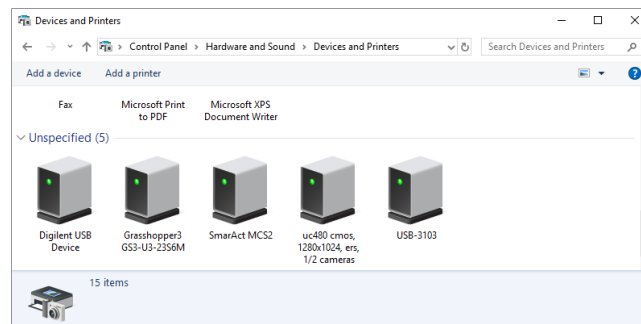 Devices and Printers
Control Panel > Hardware and Sound > Devices and Printers
Search Devices and Printers
Add a device Add a printer
Fax Microsoft Print to PDF Microsoft XPS Document Writer
Unspecified (5)
Digilent USB Device
Grasshopper3 GS3-U3-23S6M
SmarAct MCS2
uc480 cmos, 1280x1024, ers, 1/2 cameras
USB-3103
15 items